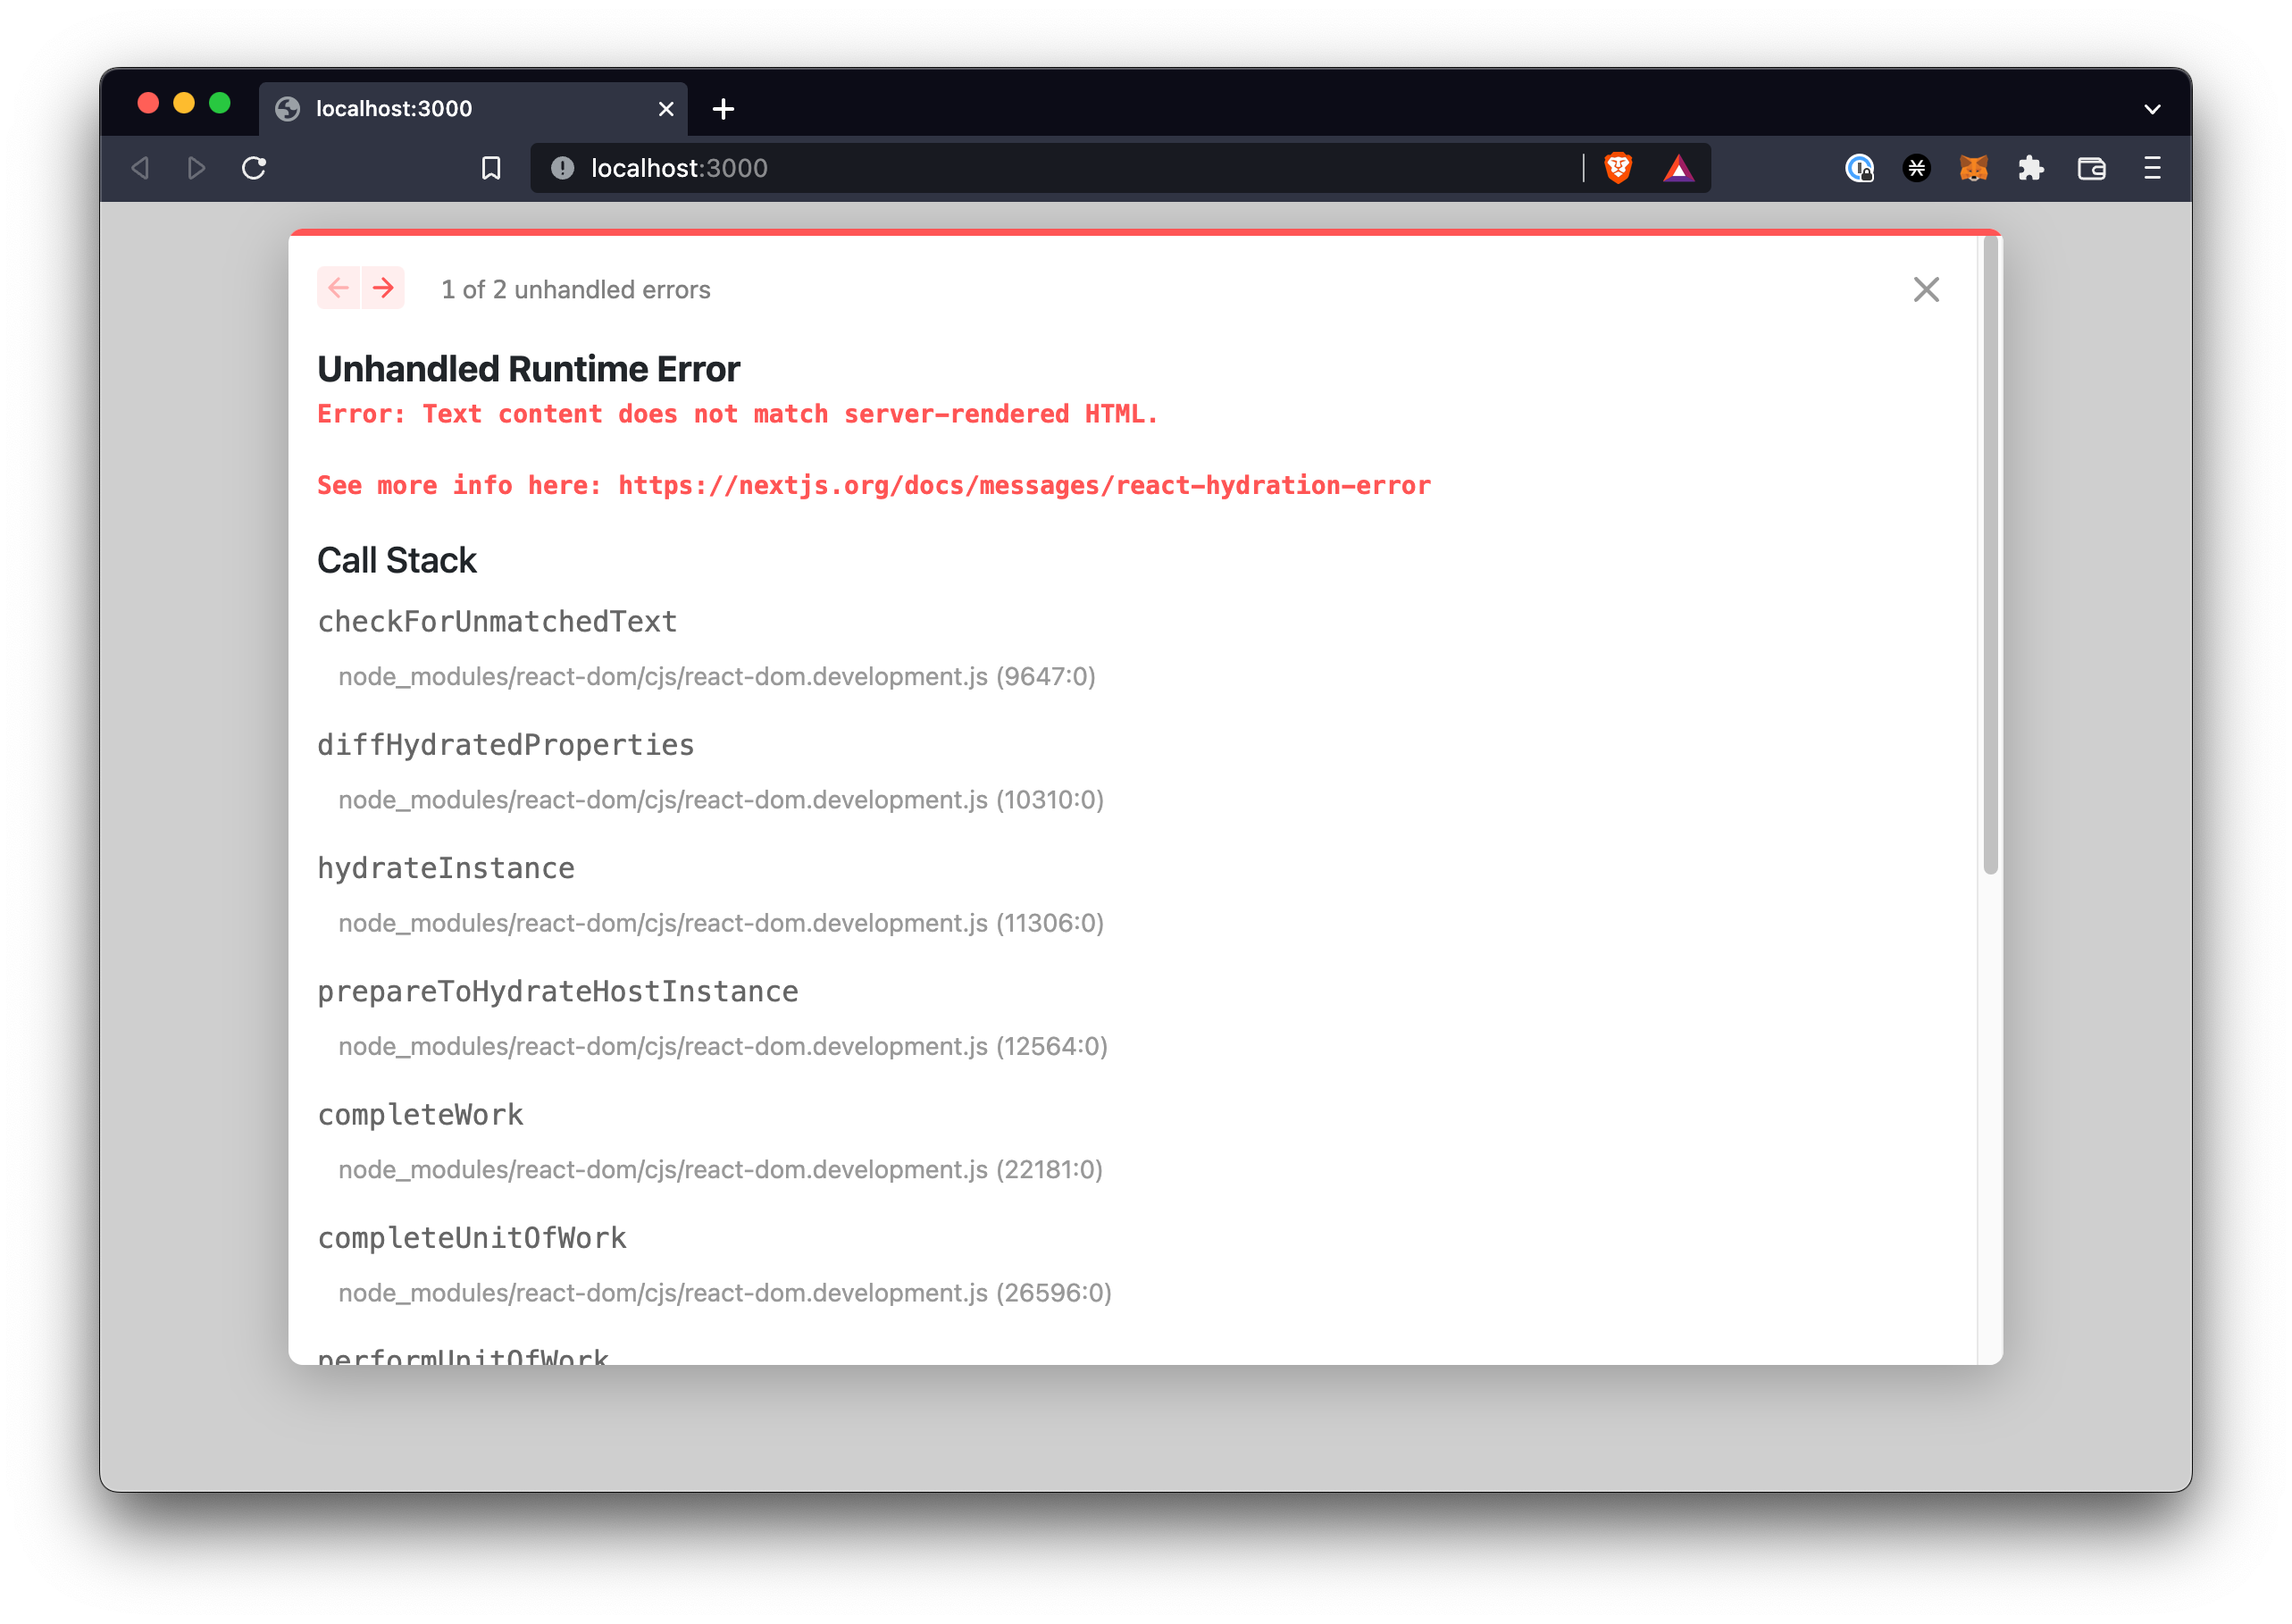 localhost:3000
localhost:3000
1 of 2 unhandled errors
Unhandled Runtime Error
Error: Text content does not match server-rendered HTML.
See more info here: https://nextjs.org/docs/messages/react-hydration-error
Call Stack
checkForUnmatchedText
node_modules/react-dom/cjs/react-dom.development.js (9647:0)
diffHydratedProperties
node_modules/react-dom/cjs/react-dom.development.js (10310:0)
hydrateInstance
node_modules/react-dom/cjs/react-dom.development.js (11306:0)
prepareToHydrateHostInstance
node_modules/react-dom/cjs/react-dom.development.js (12564:0)
completeWork
node_modules/react-dom/cjs/react-dom.development.js (22181:0)
completeUnitOfWork
node_modules/react-dom/cjs/react-dom.development.js (26596:0)
performUnitOfWork